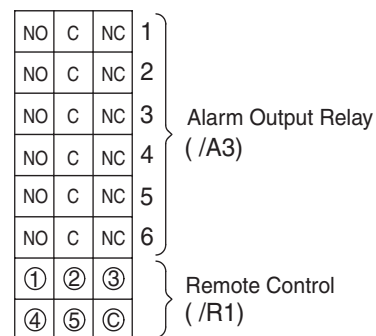 NO C NC 1
NO C NC 2
NO C NC 3
NO C NC 4
NO C NC 5
NO C NC 6
Alarm Output Relay
( /A3)
① ② ③
④ ⑤ Ⓒ
Remote Control
( /R1)